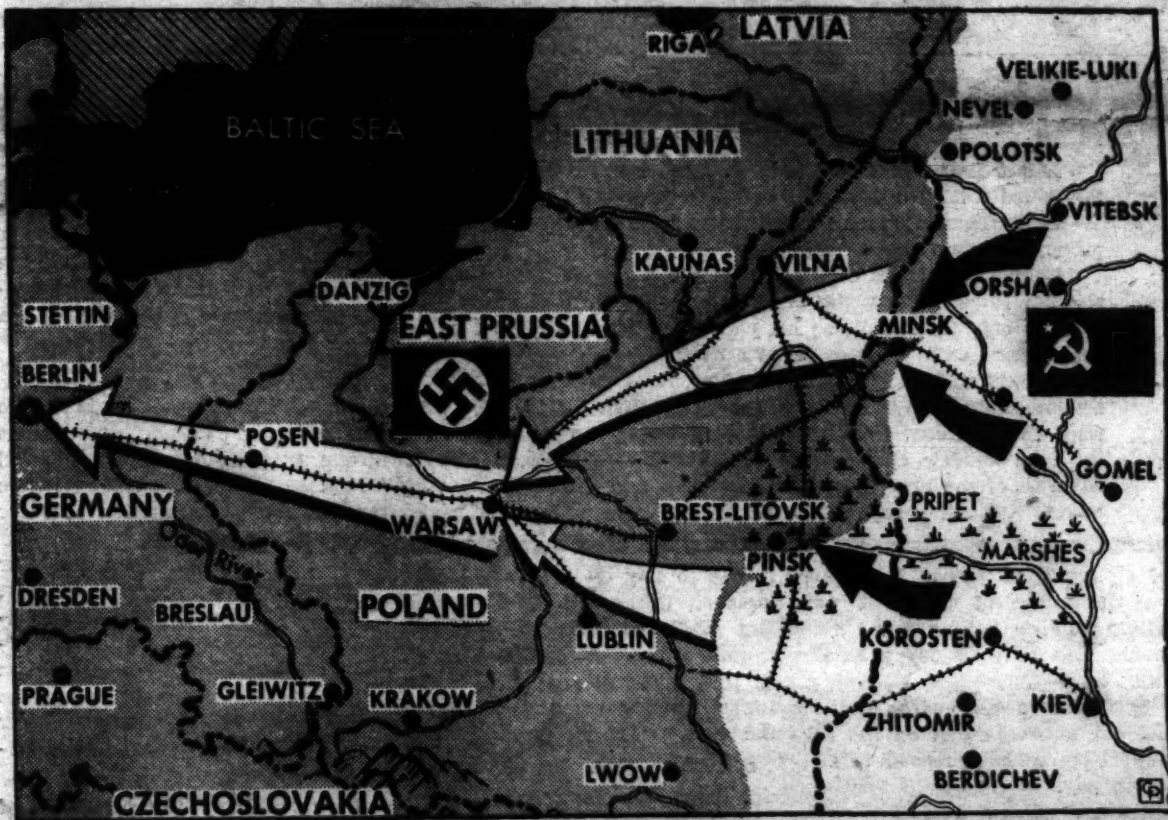 LATVIA
RIGA
VELIKIE-LUKI
NEVEL
BALTIC SEA
LITHUANIA
POLOTSK
VITEBSK
KAUNAS
VILNA
DANZIG
ORSHA
STETTIN
EAST PRUSSIA
MINSK
BERLIN
POSEN
GOMEL
GERMANY
WARSAW
BREST-LITOVSK
PRIPET
MARSHES
Oder River
PINSK
DRESDEN
BRESLAU
POLAND
LUBLIN
KOROSTEN
PRAGUE
GLEIWITZ
KRAKOW
ZHITOMIR
KIEV
LWOW
BERDICHEV
CZECHOSLOVAKIA
CP